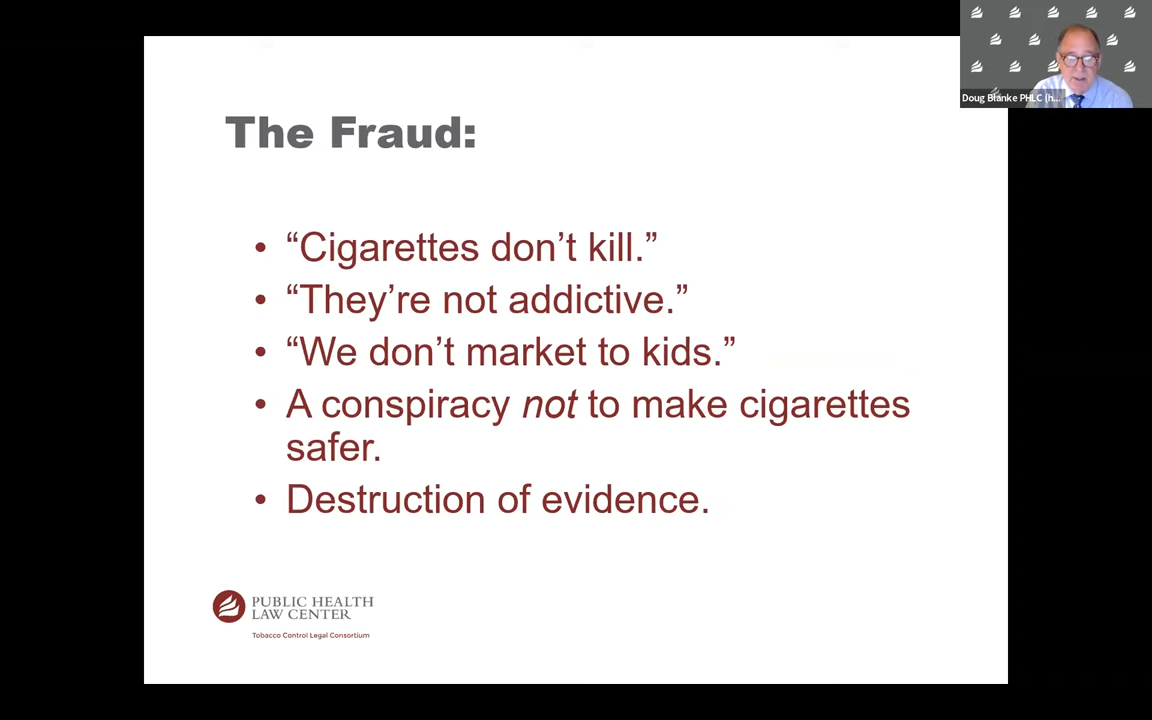 Doug Blanke PHLC (h...
The Fraud:
• “Cigarettes don’t kill.”
• “They’re not addictive.”
• “We don’t market to kids.”
• A conspiracy not to make cigarettes
safer.
• Destruction of evidence.
PUBLIC HEALTH
LAW CENTER
Tobacco Control Legal Consortium